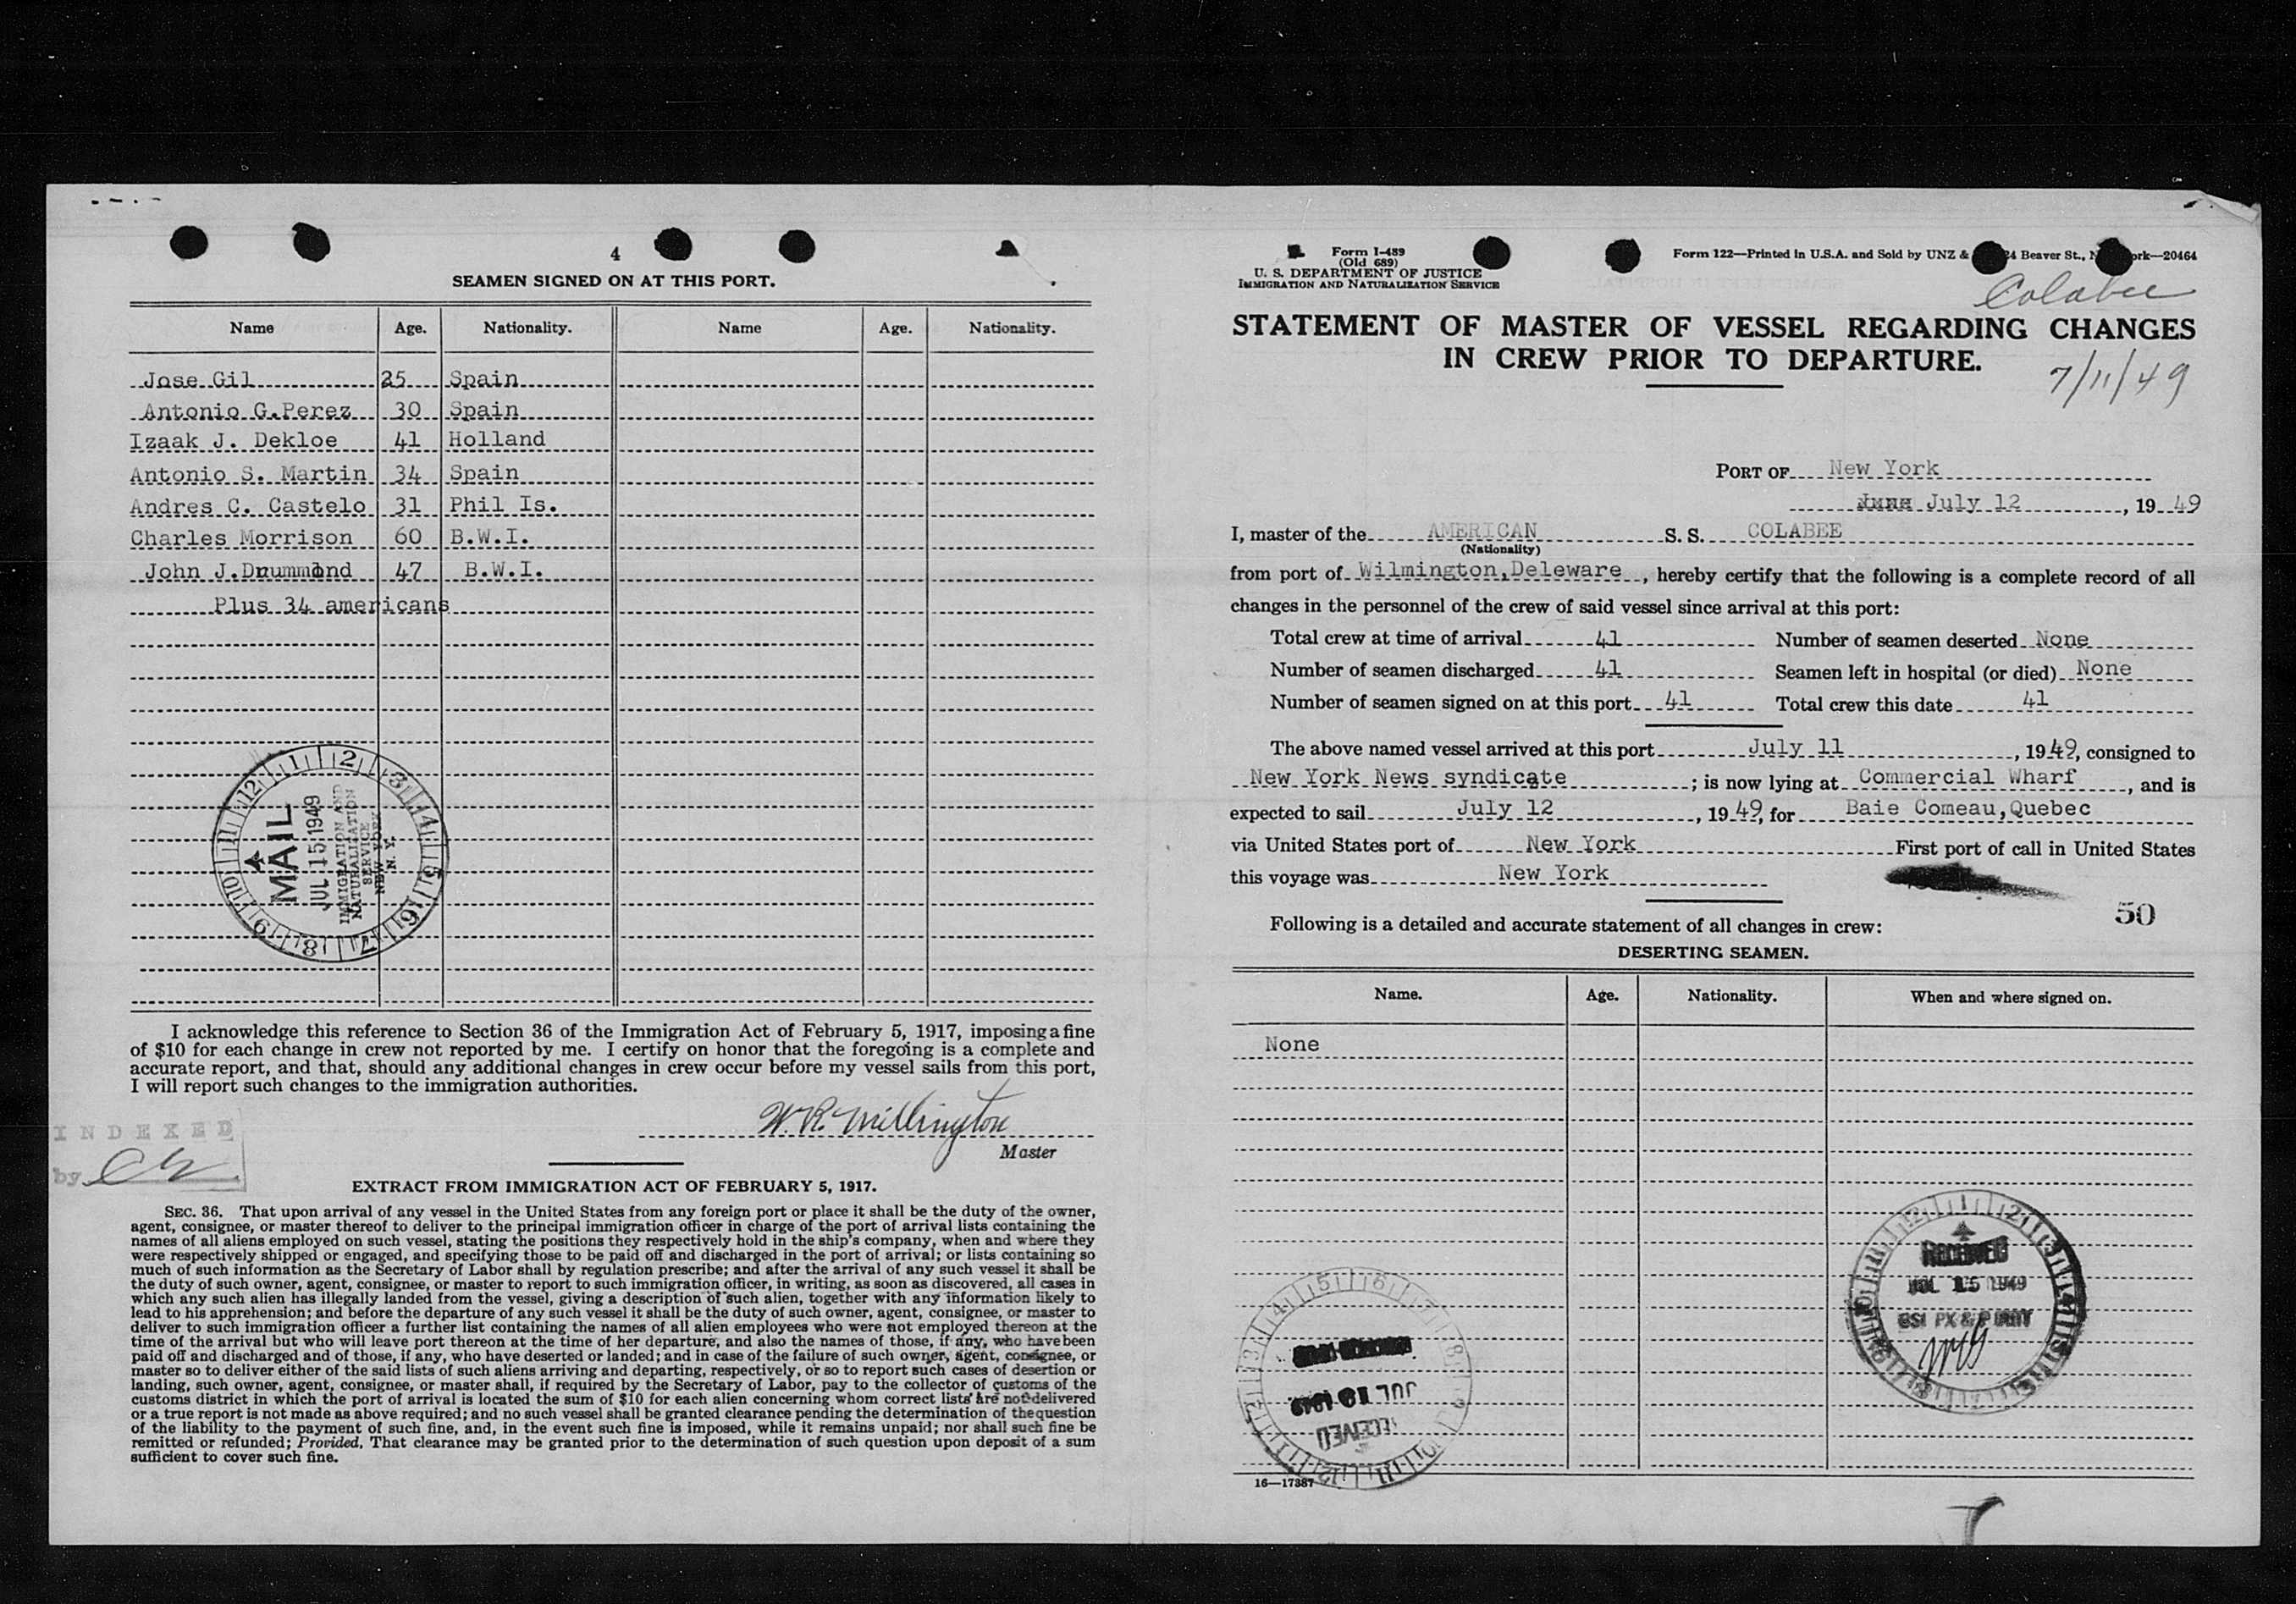 4
SEAMEN SIGNED ON AT THIS PORT.
Name Age. Nationality. Name Age. Nationality.
Jose Gil 25 Spain
Antonio G.Perez 30 Spain
Izaak J. Dekloe 41 Holland
Antonio S. Martin 34 Spain
Andres C. Castelo 31 Phil Is.
Charles Morrison 60 B.W.I.
John J.Drummond 47 B.W.I.
Plus 34 americans
12 1 2 3 4 5 6 7 8 9 10 11
MAIL
JUL 15 1949
IMMIGRATION AND
NATURALIZATION
SERVICE
NEW YORK
N. Y.
I acknowledge this reference to Section 36 of the Immigration Act of February 5, 1917, imposing a fine
of $10 for each change in crew not reported by me. I certify on honor that the foregoing is a complete and
accurate report, and that, should any additional changes in crew occur before my vessel sails from this port,
I will report such changes to the immigration authorities.
W.R. Millington
Master
INDEXED
by
EXTRACT FROM IMMIGRATION ACT OF FEBRUARY 5, 1917.
SEC. 36. That upon arrival of any vessel in the United States from any foreign port or place it shall be the duty of the owner,
agent, consignee, or master thereof to deliver to the principal immigration officer in charge of the port of arrival lists containing the
names of all aliens employed on such vessel, stating the positions they respectively hold in the ship's company, when and where they
were respectively shipped or engaged, and specifying those to be paid off and discharged in the port of arrival; or lists containing so
much of such information as the Secretary of Labor shall by regulation prescribe; and after the arrival of any such vessel it shall be
the duty of such owner, agent, consignee, or master to report to such immigration officer, in writing, as soon as discovered, all cases in
which any such alien has illegally landed from the vessel, giving a description of such alien, together with any information likely to
lead to his apprehension; and before the departure of any such vessel it shall be the duty of such owner, agent, consignee, or master to
deliver to such immigration officer a further list containing the names of all alien employees who were not employed thereon at the
time of the arrival but who will leave port thereon at the time of her departure, and also the names of those, if any, who have been
paid off and discharged and of those, if any, who have deserted or landed; and in case of the failure of such owner, agent, consignee, or
master so to deliver either of the said lists of such aliens arriving and departing, respectively, or so to report such cases of desertion or
landing, such owner, agent, consignee, or master shall, if required by the Secretary of Labor, pay to the collector of customs of the
customs district in which the port of arrival is located the sum of $10 for each alien concerning whom correct lists are not delivered
or a true report is not made as above required; and no such vessel shall be granted clearance pending the determination of the question
of the liability to the payment of such fine, and, in the event such fine is imposed, while it remains unpaid; nor shall such fine be
remitted or refunded; Provided, That clearance may be granted prior to the determination of such question upon deposit of a sum
sufficient to cover such fine.
Form I-489
(Old 689)
U. S. DEPARTMENT OF JUSTICE
IMMIGRATION AND NATURALIZATION SERVICE
Form 122—Printed in U.S.A. and Sold by UNZ & 24 Beaver St., N ork—20464
Colabee
STATEMENT OF MASTER OF VESSEL REGARDING CHANGES
IN CREW PRIOR TO DEPARTURE.
7/11/49
PORT OF New York
July 12, 19 49
I, master of the AMERICAN S. S. COLABEE
(Nationality)
from port of Wilmington,Deleware, hereby certify that the following is a complete record of all
changes in the personnel of the crew of said vessel since arrival at this port:
Total crew at time of arrival 41 Number of seamen deserted None
Number of seamen discharged 41 Seamen left in hospital (or died) None
Number of seamen signed on at this port 41 Total crew this date 41
The above named vessel arrived at this port July 11, 1949, consigned to
New York News syndicate; is now lying at Commercial Wharf, and is
expected to sail July 12, 1949, for Baie Comeau,Quebec
via United States port of New York First port of call in United States
this voyage was New York
50
Following is a detailed and accurate statement of all changes in crew:
DESERTING SEAMEN.
Name. Age. Nationality. When and where signed on.
None
RECEIVED
JUL 15 1949
JUL 18 1949
RECEIVED
16—17387